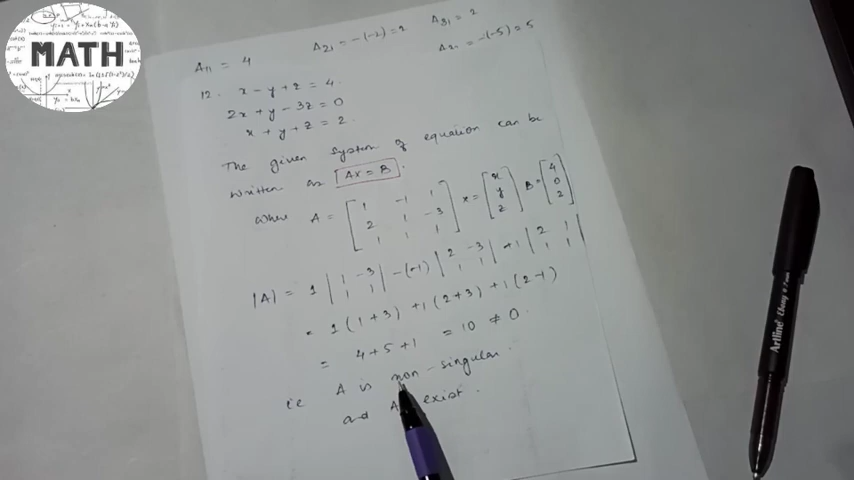 MATH
A₁₁ = 4
A₂₁ = -(-2) = 2
A₃₁ = 2
= -(-5) = 5
12. x - y + z = 4.
2x + y - 3z = 0
x + y + z = 2.
The given system of equation can be
written as AX = B.
where A = [1 -1 1; 2 1 -3; 1 1 1] X = [x; y; z] B = [4; 0; 2]
|A| = 1 |1 -3; 1 1| -(-1) |2 -3; 1 1| +1 |2 1; 1 1|
= 1(1+3) +1(2+3) +1(2-1)
= 4+5+1 = 10 ≠ 0.
ie A is non-singular.
and exist.
Artline